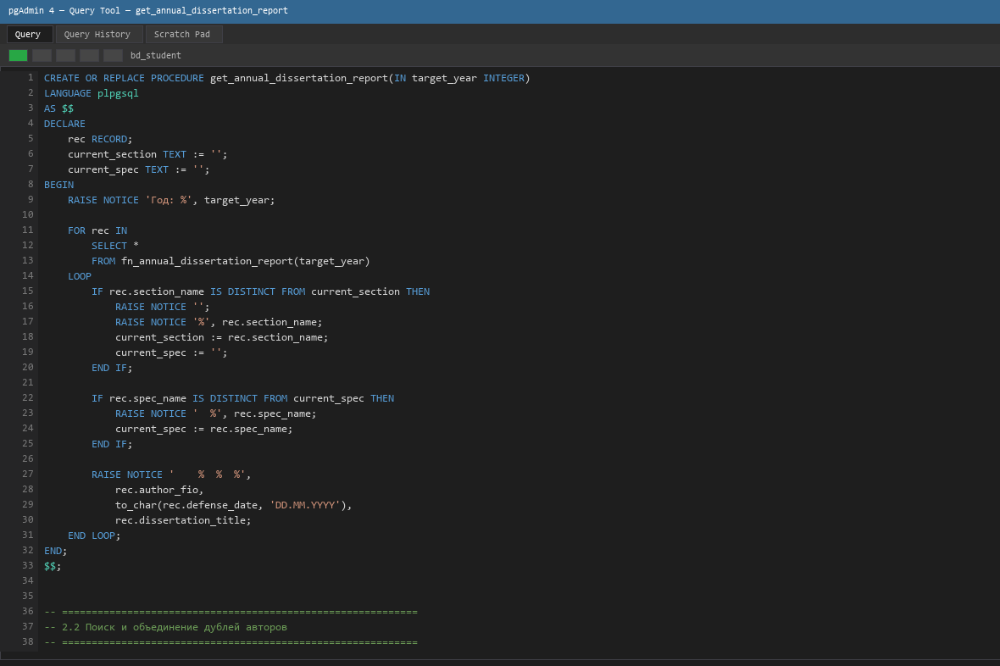 pgAdmin 4 — Query Tool — get_annual_dissertation_report
Query Query History Scratch Pad
bd_student
1 CREATE OR REPLACE PROCEDURE get_annual_dissertation_report(IN target_year INTEGER)
2 LANGUAGE plpgsql
3 AS $$
4 DECLARE
5     rec RECORD;
6     current_section TEXT := '';
7     current_spec TEXT := '';
8 BEGIN
9     RAISE NOTICE 'Год: %', target_year;
10
11     FOR rec IN
12         SELECT *
13         FROM fn_annual_dissertation_report(target_year)
14     LOOP
15         IF rec.section_name IS DISTINCT FROM current_section THEN
16             RAISE NOTICE '';
17             RAISE NOTICE '%', rec.section_name;
18             current_section := rec.section_name;
19             current_spec := '';
20         END IF;
21
22         IF rec.spec_name IS DISTINCT FROM current_spec THEN
23             RAISE NOTICE '  %', rec.spec_name;
24             current_spec := rec.spec_name;
25         END IF;
26
27         RAISE NOTICE '    %  %  %',
28             rec.author_fio,
29             to_char(rec.defense_date, 'DD.MM.YYYY'),
30             rec.dissertation_title;
31     END LOOP;
32 END;
33 $$;
34
35
36 -- ============================================================
37 -- 2.2 Поиск и объединение дублей авторов
38 -- ============================================================